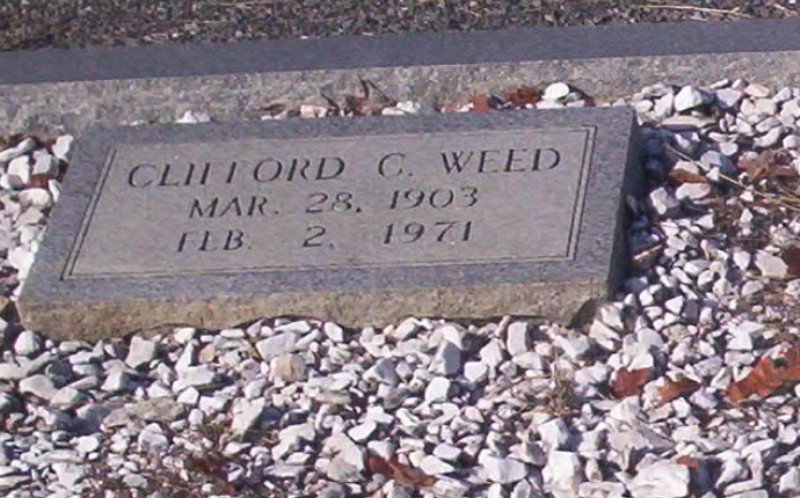 CLIFFORD C. WEED
MAR. 28, 1903
FEB. 2, 1971